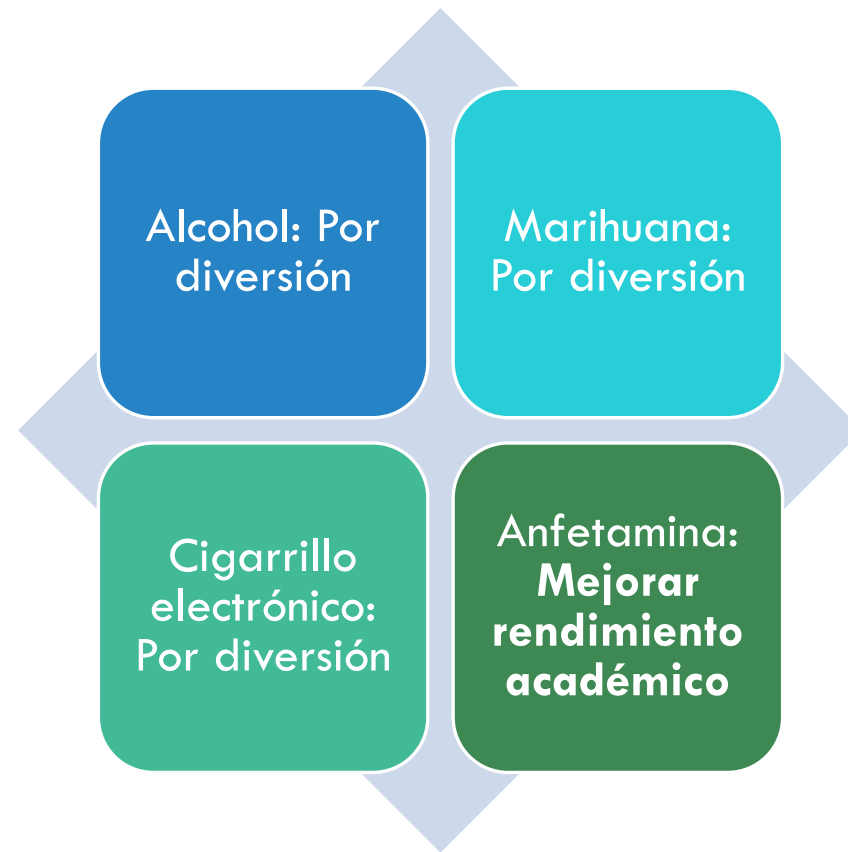 Alcohol: Por
diversión
Marihuana:
Por diversión
Cigarrillo
electrónico:
Por diversión
Anfetamina:
Mejorar
rendimiento
académico